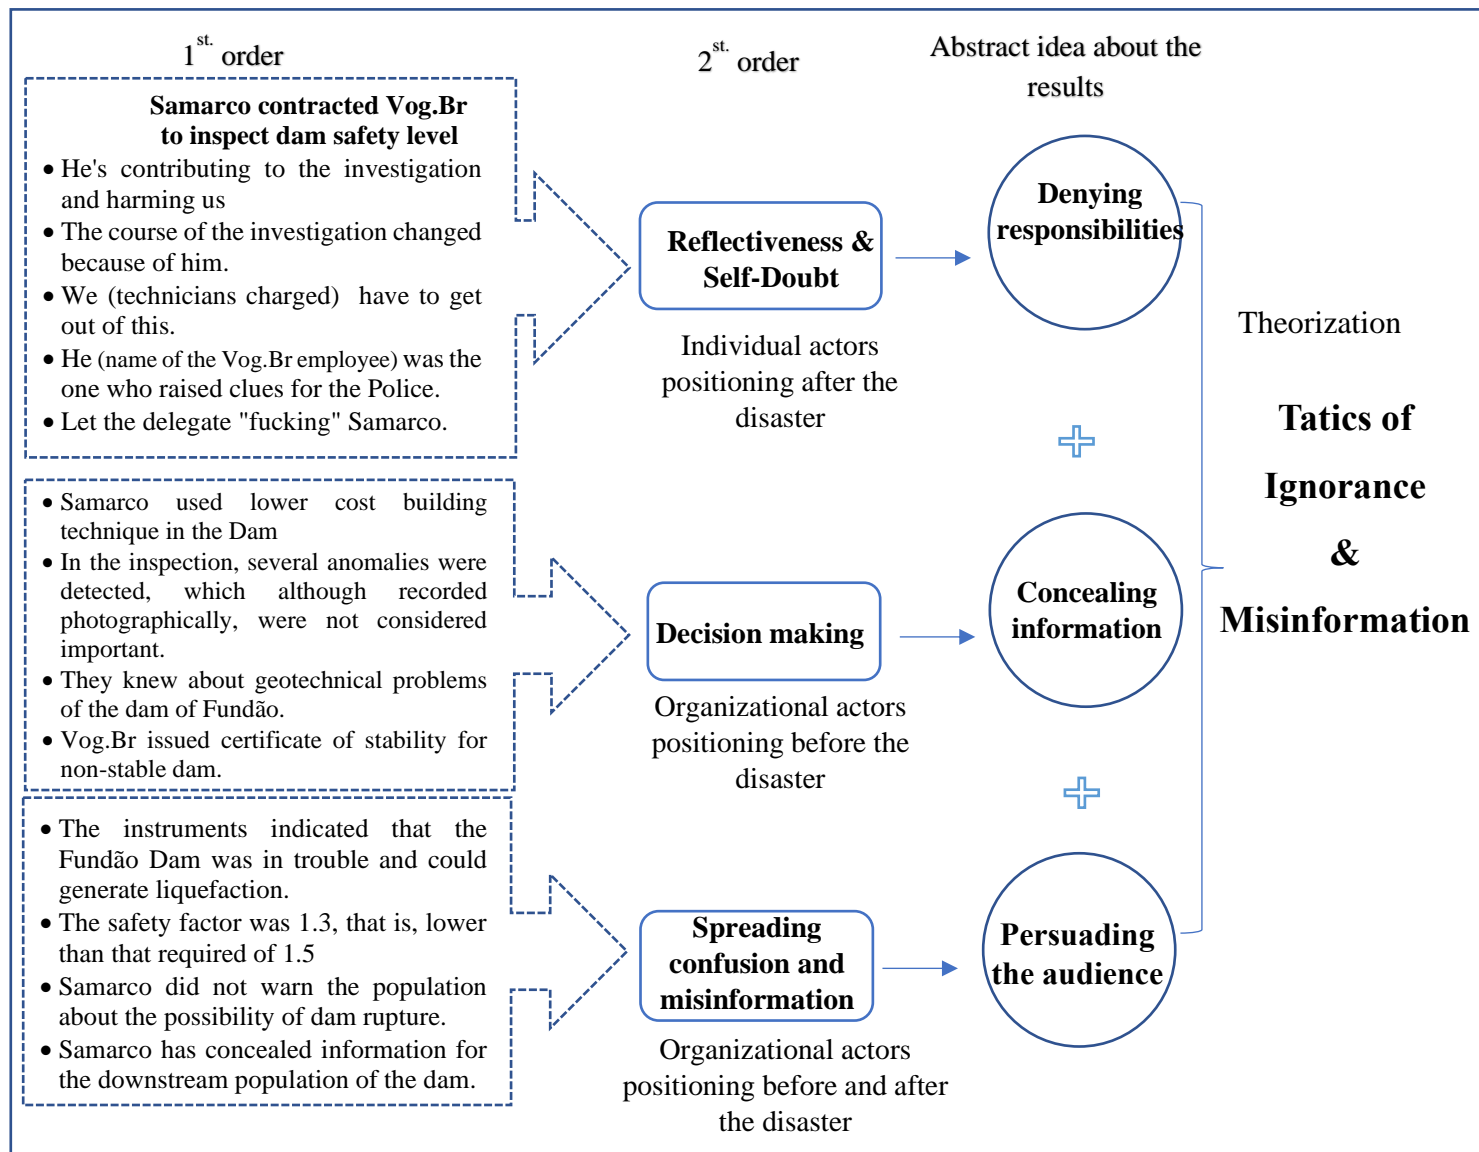 1st. order
Samarco contracted Vog.Br
to inspect dam safety level
• He's contributing to the investigation
and harming us
• The course of the investigation changed
because of him.
• We (technicians charged) have to get
out of this.
• He (name of the Vog.Br employee) was the
one who raised clues for the Police.
• Let the delegate "fucking" Samarco.
• Samarco used lower cost building
technique in the Dam
• In the inspection, several anomalies were
detected, which although recorded
photographically, were not considered
important.
• They knew about geotechnical problems
of the dam of Fundão.
• Vog.Br issued certificate of stability for
non-stable dam.
• The instruments indicated that the
Fundão Dam was in trouble and could
generate liquefaction.
• The safety factor was 1.3, that is, lower
than that required of 1.5
• Samarco did not warn the population
about the possibility of dam rupture.
• Samarco has concealed information for
the downstream population of the dam.
2st. order
Reflectiveness &
Self-Doubt
Individual actors
positioning after the
disaster
Decision making
Organizational actors
positioning before the
disaster
Spreading
confusion and
misinformation
Organizational actors
positioning before and after
the disaster
Abstract idea about the
results
Denying
responsibilities
Concealing
information
Persuading
the audience
Theorization
Tatics of
Ignorance
&
Misinformation